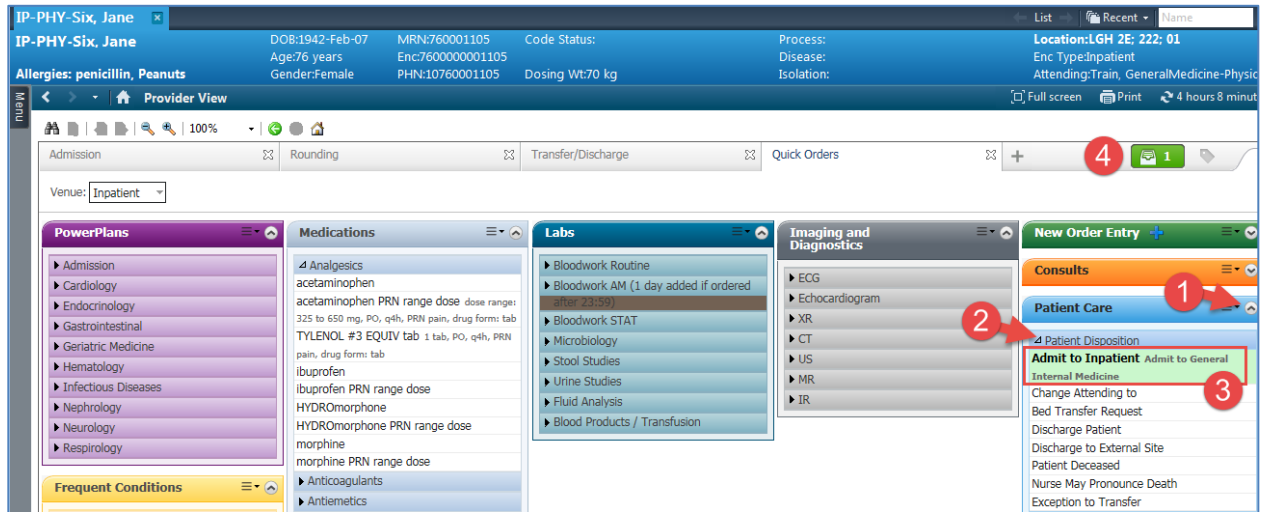 IP-PHY-Six, Jane
List
Recent
Name
IP-PHY-Six, Jane
DOB:1942-Feb-07
MRN:760001105
Code Status:
Process:
Location:LGH 2E; 222; 01
Age:76 years
Enc:7600000001105
Disease:
Enc Type:Inpatient
Allergies: penicillin, Peanuts
Gender:Female
PHN:10760001105
Dosing Wt:70 kg
Isolation:
Attending:Train, GeneralMedicine-Physic
Menu
Provider View
Full screen
Print
4 hours 8 minut
100%
Admission
Rounding
Transfer/Discharge
Quick Orders
4
1
Venue: Inpatient
PowerPlans
Admission
Cardiology
Endocrinology
Gastrointestinal
Geriatric Medicine
Hematology
Infectious Diseases
Nephrology
Neurology
Respirology
Frequent Conditions
Medications
Analgesics
acetaminophen
acetaminophen PRN range dose dose range:
325 to 650 mg, PO, q4h, PRN pain, drug form: tab
TYLENOL #3 EQUIV tab 1 tab, PO, q4h, PRN
pain, drug form: tab
ibuprofen
ibuprofen PRN range dose
HYDROmorphone
HYDROmorphone PRN range dose
morphine
morphine PRN range dose
Anticoagulants
Antiemetics
Labs
Bloodwork Routine
Bloodwork AM (1 day added if ordered
after 23:59)
Bloodwork STAT
Microbiology
Stool Studies
Urine Studies
Fluid Analysis
Blood Products / Transfusion
Imaging and
Diagnostics
ECG
Echocardiogram
XR
CT
US
MR
IR
New Order Entry
Consults
1
Patient Care
2
Patient Disposition
Admit to Inpatient Admit to General
Internal Medicine
3
Change Attending to
Bed Transfer Request
Discharge Patient
Discharge to External Site
Patient Deceased
Nurse May Pronounce Death
Exception to Transfer